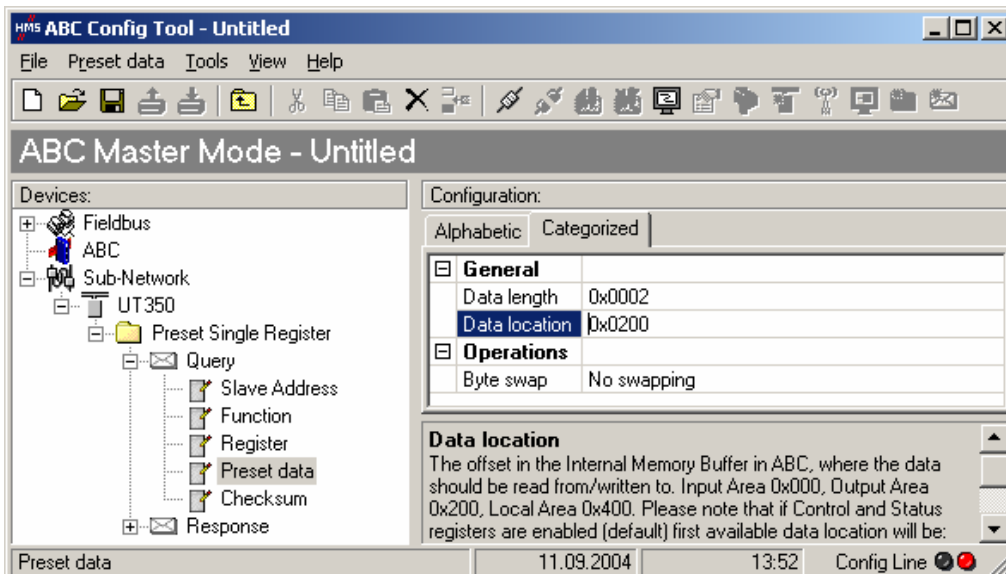 HMS ABC Config Tool - Untitled
File Preset data Tools View Help
ABC Master Mode - Untitled
Devices:
Fieldbus
ABC
Sub-Network
UT350
Preset Single Register
Query
Slave Address
Function
Register
Preset data
Checksum
Response
Configuration:
Alphabetic Categorized
General
Data length 0x0002
Data location 0x0200
Operations
Byte swap No swapping
Data location
The offset in the Internal Memory Buffer in ABC, where the data
should be read from/written to. Input Area 0x000, Output Area
0x200, Local Area 0x400. Please note that if Control and Status
registers are enabled (default) first available data location will be:
Preset data 11.09.2004 13:52 Config Line